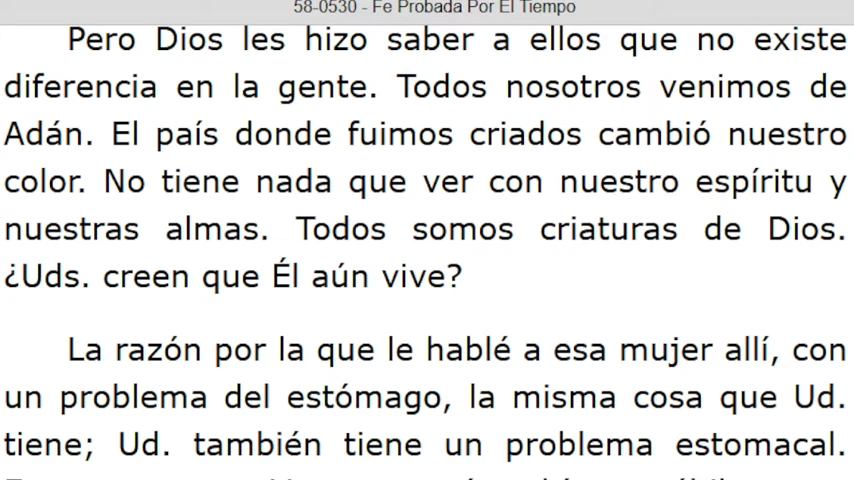 58-0530 - Fe Probada Por El Tiempo
Pero Dios les hizo saber a ellos que no existe
diferencia en la gente. Todos nosotros venimos de
Adán. El país donde fuimos criados cambió nuestro
color. No tiene nada que ver con nuestro espíritu y
nuestras almas. Todos somos criaturas de Dios.
¿Uds. creen que Él aún vive?
La razón por la que le hablé a esa mujer allí, con
un problema del estómago, la misma cosa que Ud.
tiene; Ud. también tiene un problema estomacal.